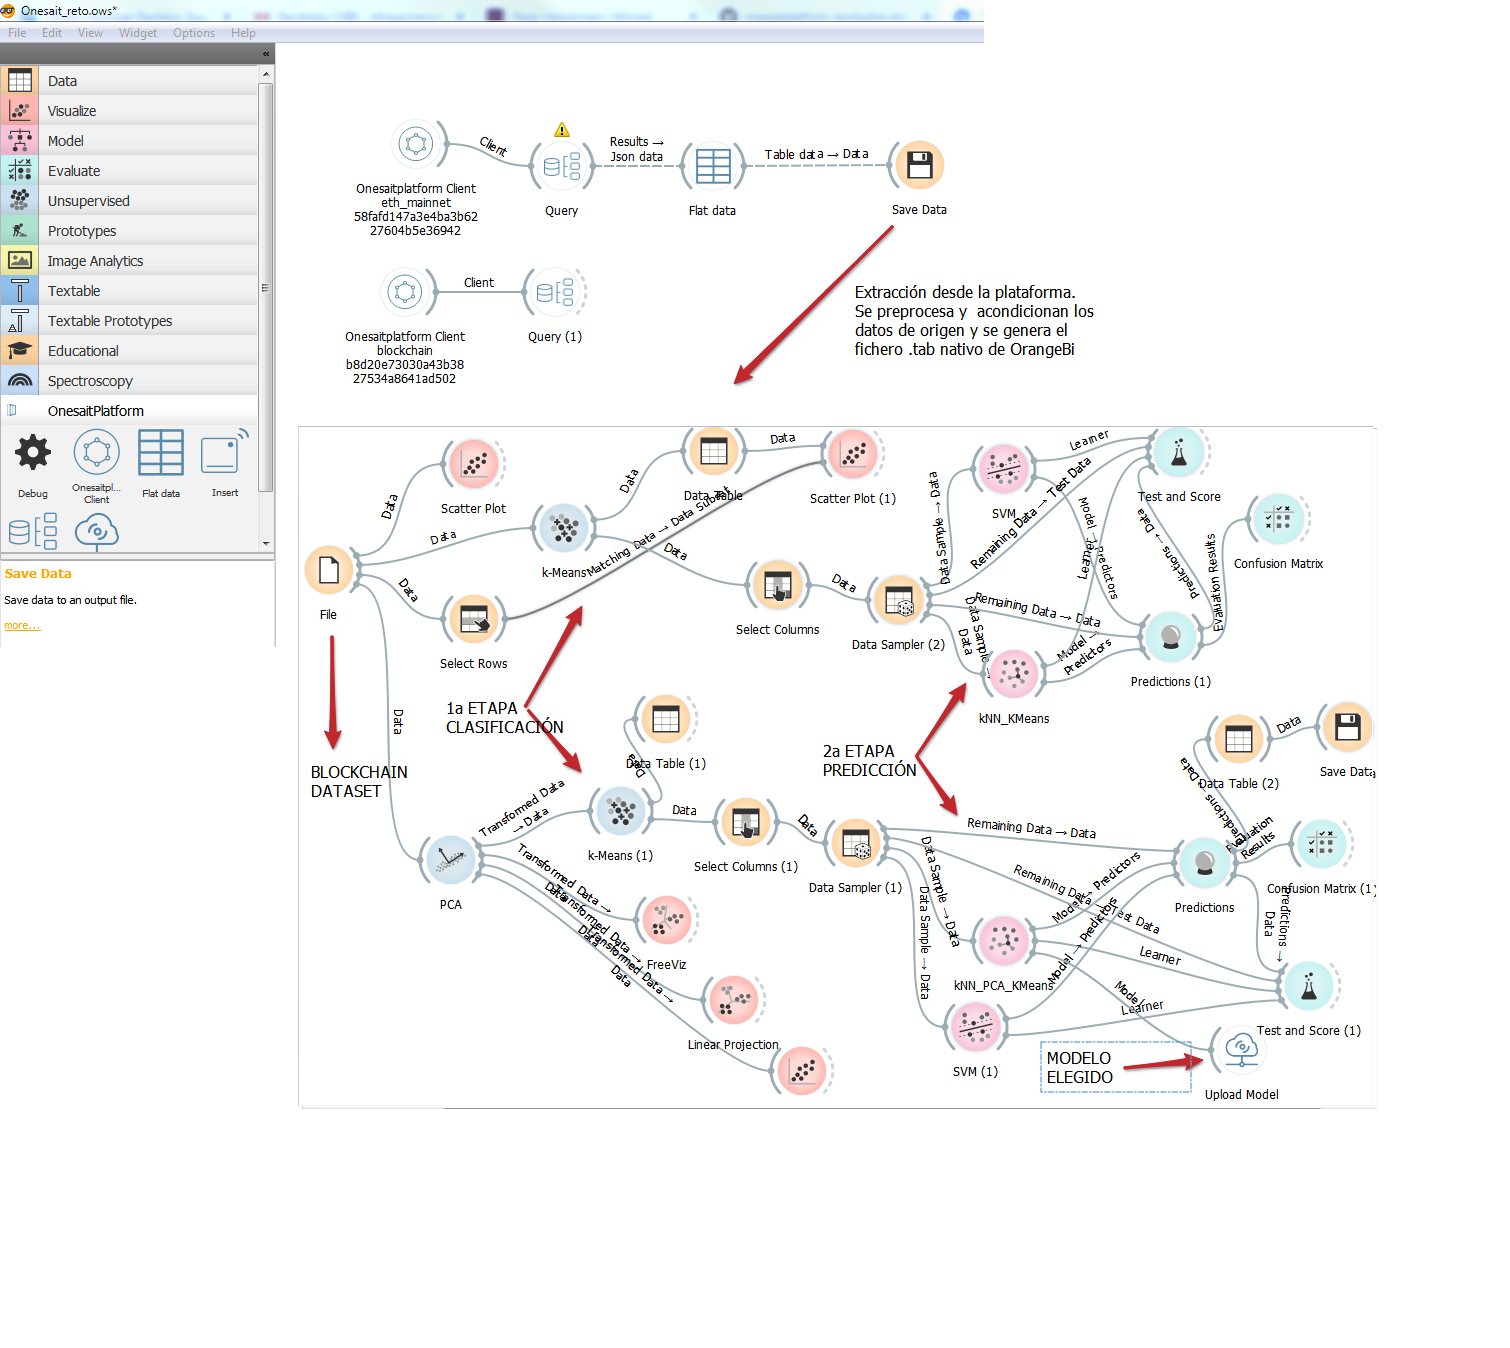 Onesait_reto.ows*
File Edit View Widget Options Help
«
Data
Visualize
Model
Evaluate
Unsupervised
Prototypes
Image Analytics
Textable
Textable Prototypes
Educational
Spectroscopy
OnesaitPlatform
Debug
Onesaitpl...
Client
Flat data
Insert
Save Data
Save data to an output file.
more...
Client
Results →
Json data
Table data → Data
Onesaitplatform Client
eth_mainnet
58fafd147a3e4ba3b62
27604b5e36942
Query
Flat data
Save Data
Client
Onesaitplatform Client
blockchain
b8d20e73030a43b38
27534a8641ad502
Query (1)
Extracción desde la plataforma.
Se preprocesa y acondicionan los
datos de origen y se genera el
fichero .tab nativo de OrangeBi
Data
Scatter Plot
Data
k-Means
Data
Select Rows
File
Data
Data Table
Data
Scatter Plot (1)
Matching Data → Data Subset
Data
Select Columns
Data
Data Sampler (2)
Data Sample → Data
SVM
Learner
Remaining Data → Test Data
Test and Score
Model → Predictors
Learner
Predictions → Data
Evaluation Results
Confusion Matrix
Remaining Data → Data
Data Sample →
Data
Model →
Predictors
kNN_KMeans
Predictions (1)
1a ETAPA
CLASIFICACIÓN
2a ETAPA
PREDICCIÓN
BLOCKCHAIN
DATASET
Data
PCA
Transformed Data
→ Data
k-Means (1)
Data
Data Table (1)
Data
Select Columns (1)
Data
Data Sampler (1)
Transformed Data →
Data
FreeViz
Transformed Data →
Data
Linear Projection
Transformed Data →
Data
Remaining Data → Data
Data Sample → Data
Data Sample → Data
Remaining Data → Test Data
Model → Predictors
Model → Predictors
kNN_PCA_KMeans
Learner
Model
Learner
SVM (1)
Predictions
Predictions → Data
Data Table (2)
Data
Save Data
Evaluation
Results
Confusion Matrix (1)
Predictions →
Data
Test and Score (1)
MODELO
ELEGIDO
Upload Model